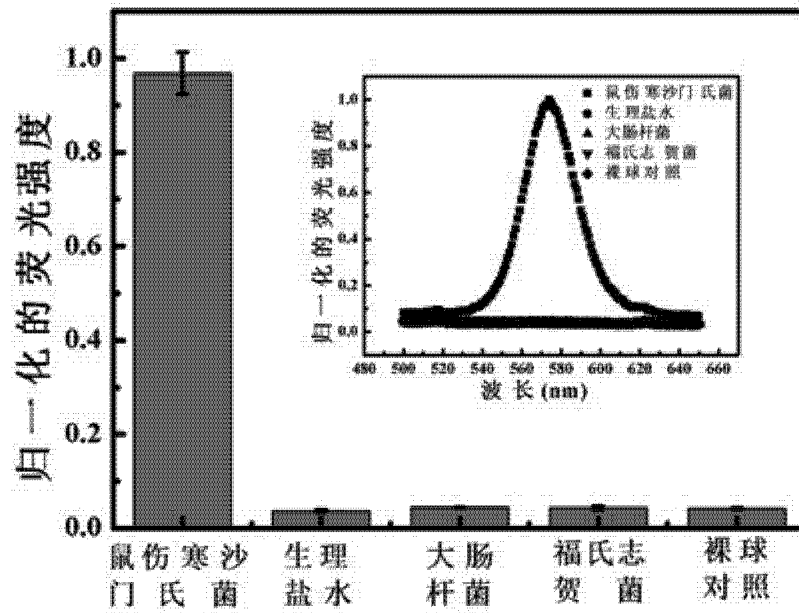 归一化的荧光强度
1.0
0.8
0.6
0.4
0.2
0.0
鼠伤寒沙
门氏菌
生理
盐水
大肠
杆菌
福氏志
贺菌
裸球
对照
归一化的荧光强度
1.0
0.8
0.6
0.4
0.2
0.0
480 500 520 540 560 580 600 620 640 660
波长(nm)
鼠伤寒沙门氏菌
生理盐水
大肠杆菌
福氏志贺菌
裸球对照